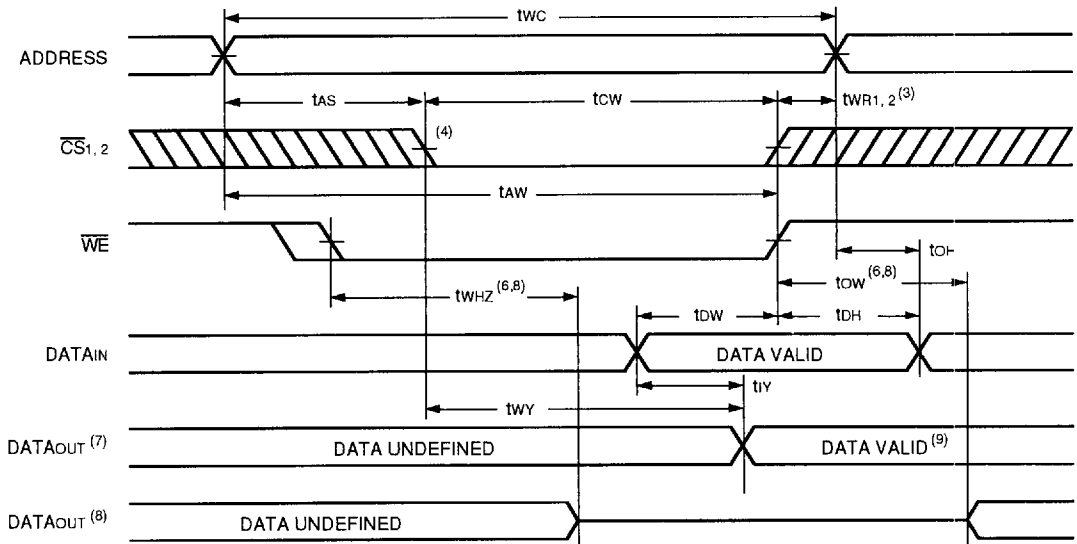 tWC
ADDRESS
tAS tCW tWR1, 2 (3)
CS1, 2 (4)
tAW
WE
tOH
tWHZ (6,8) tOW (6,8)
tDW tDH
DATAIN DATA VALID
tIY
tWY
DATAOUT (7) DATA UNDEFINED DATA VALID (9)
DATAOUT (8) DATA UNDEFINED